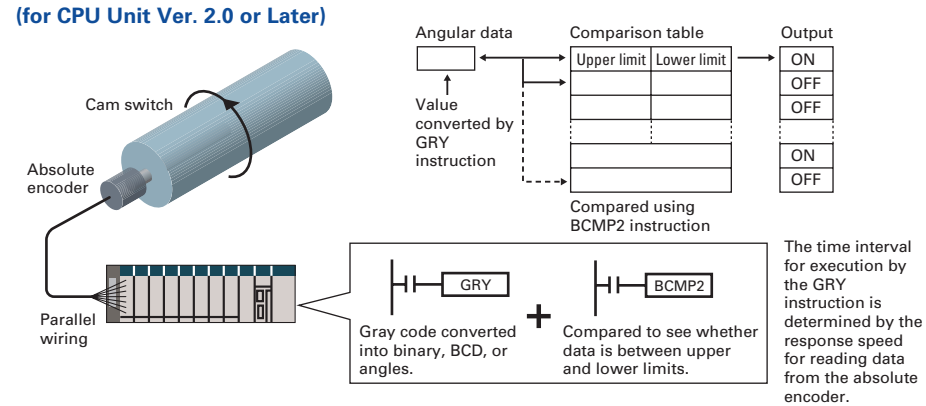 (for CPU Unit Ver. 2.0 or Later)
Cam switch
Absolute
encoder
Parallel
wiring
Angular data
Value
converted by
GRY
instruction
Comparison table
Upper limit Lower limit
Compared using
BCMP2 instruction
Output
ON
OFF
OFF
ON
OFF
GRY
Gray code converted
into binary, BCD, or
angles.
+
BCMP2
Compared to see whether
data is between upper
and lower limits.
The time interval
for execution by
the GRY
instruction is
determined by the
response speed
for reading data
from the absolute
encoder.